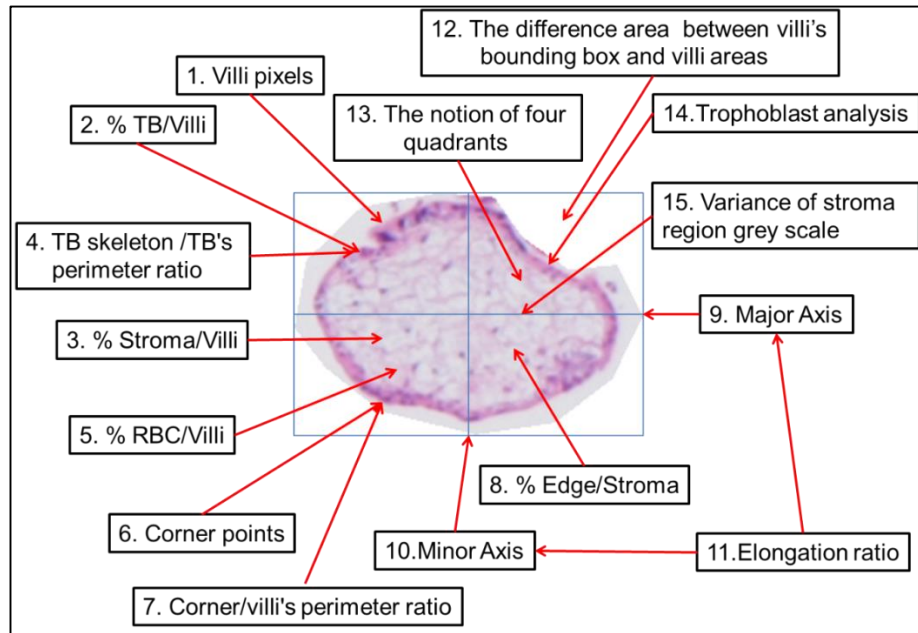 12. The difference area between villi's
bounding box and villi areas
1. Villi pixels
2. % TB/Villi
13. The notion of four
quadrants
14.Trophoblast analysis
15. Variance of stroma
region grey scale
4. TB skeleton /TB's
perimeter ratio
9. Major Axis
3. % Stroma/Villi
5. % RBC/Villi
8. % Edge/Stroma
6. Corner points
10.Minor Axis
11.Elongation ratio
7. Corner/villi's perimeter ratio